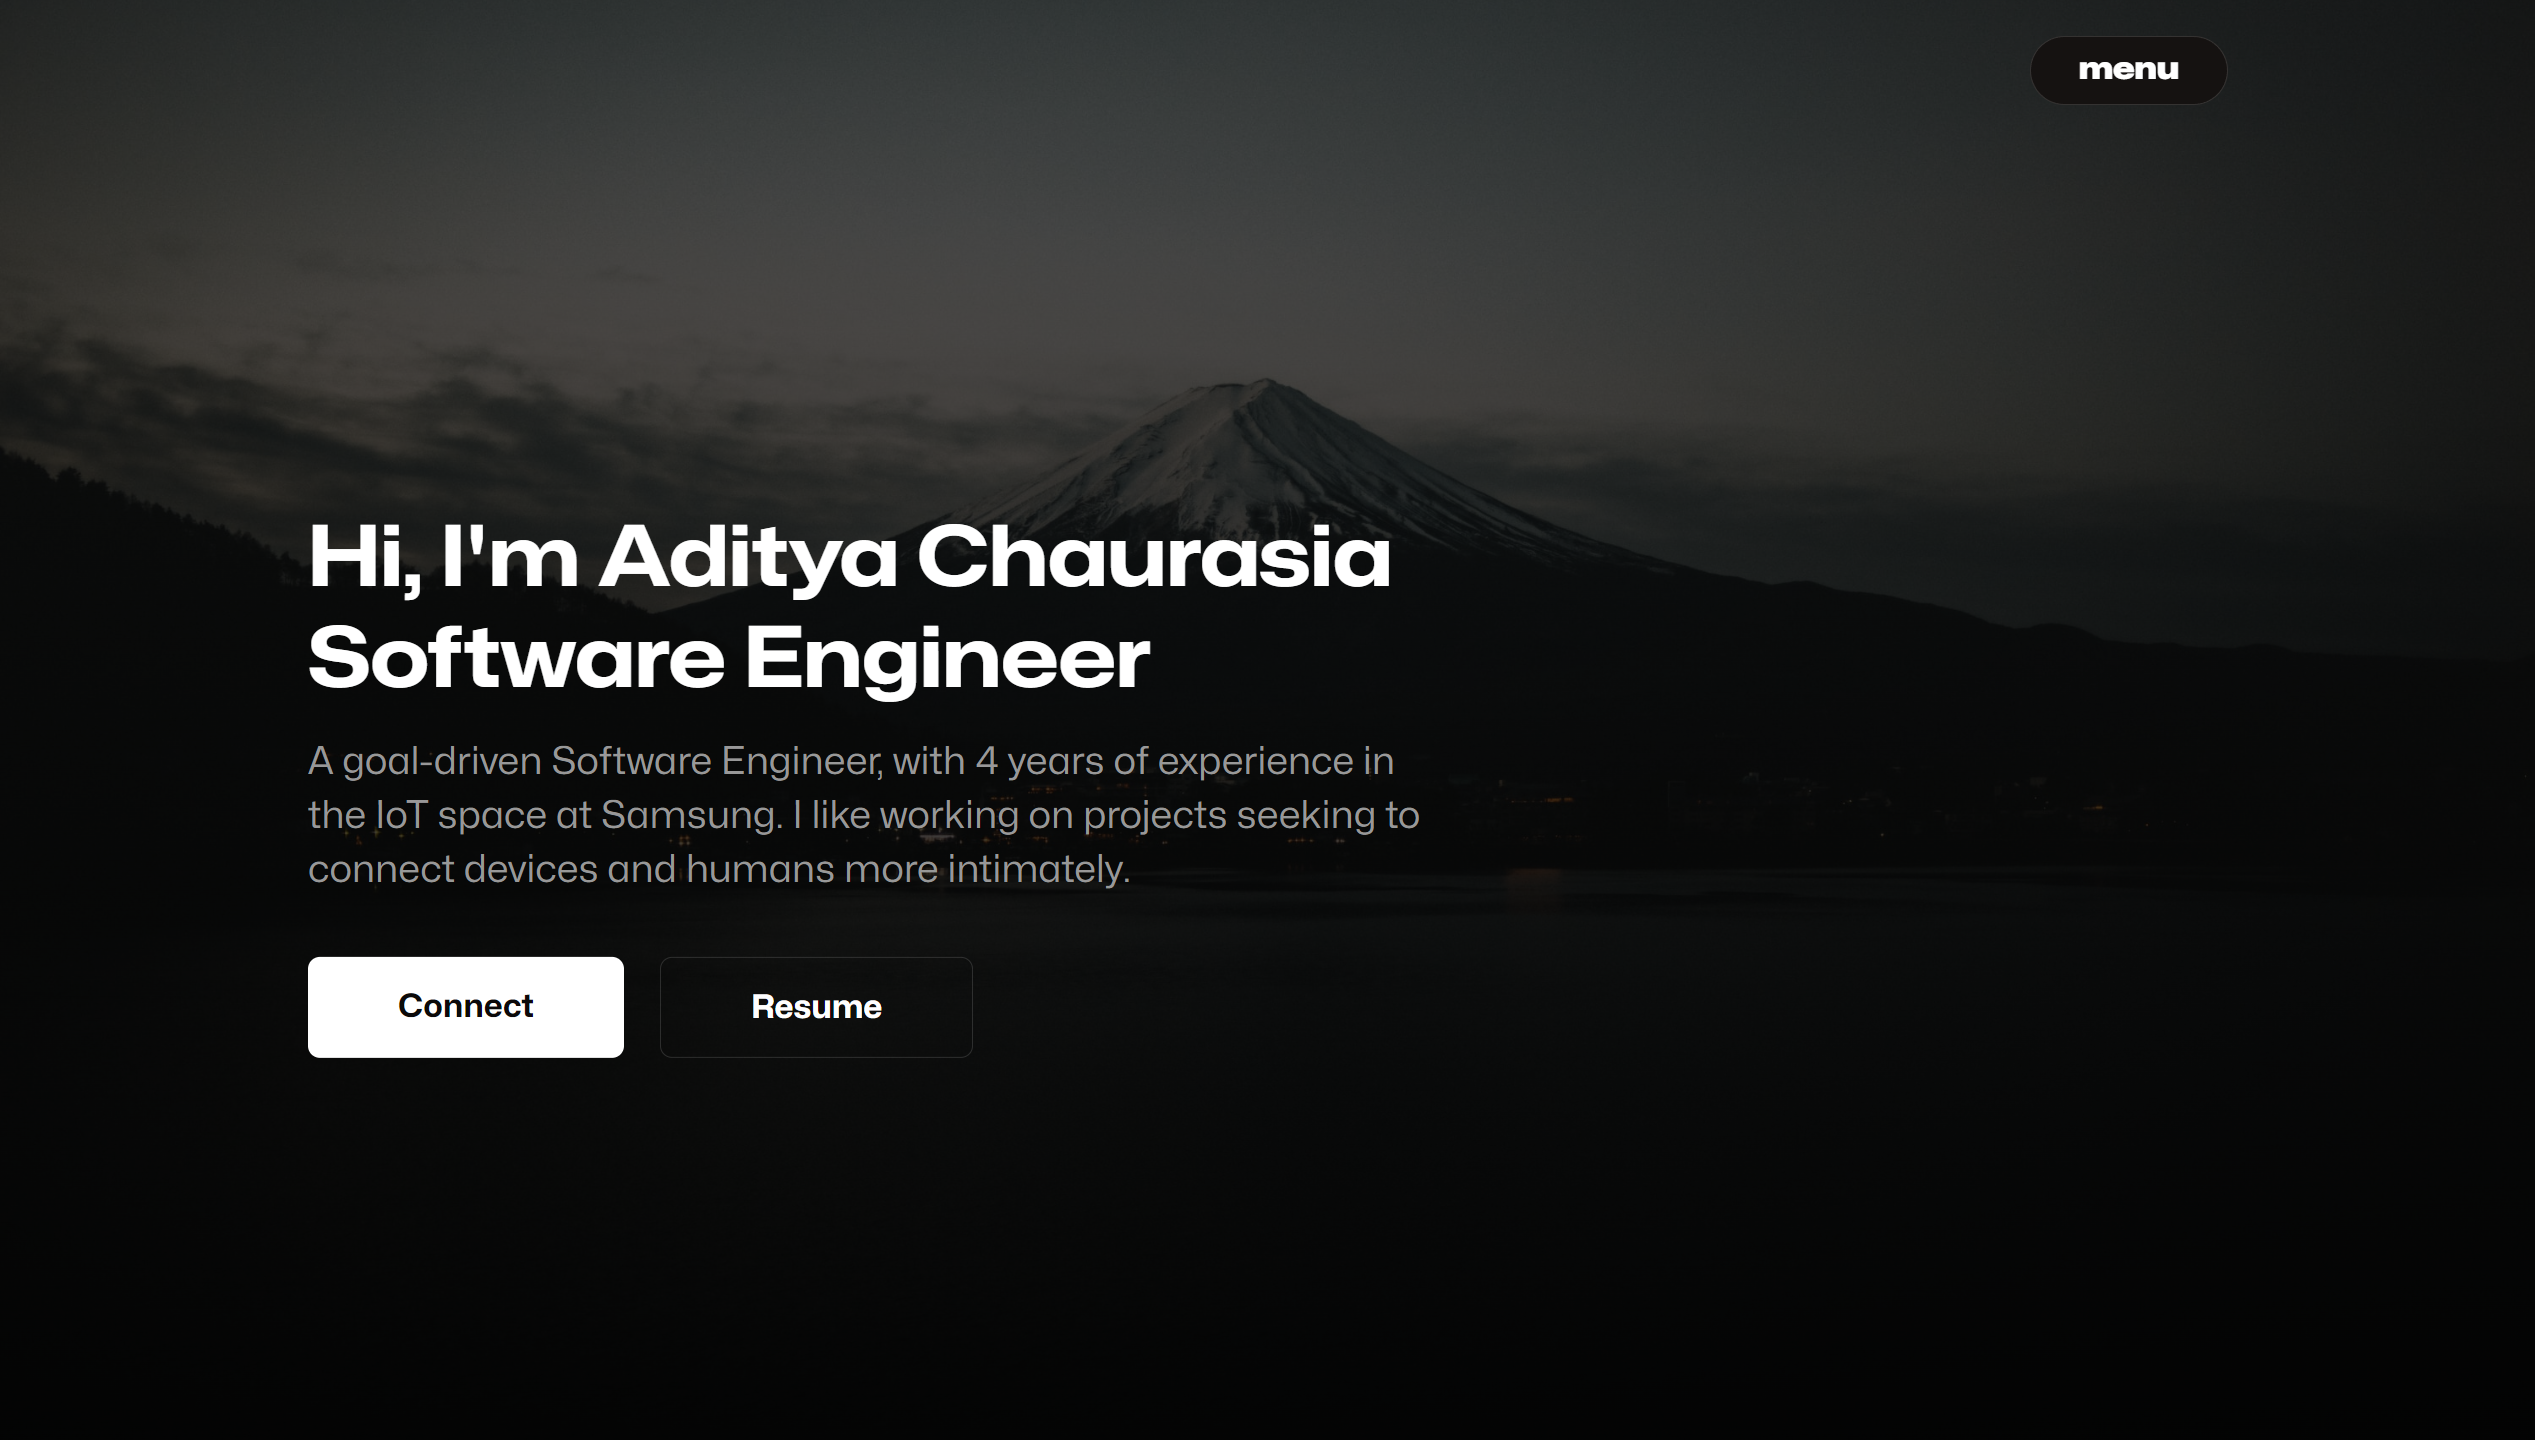 menu
Hi, I'm Aditya Chaurasia
Software Engineer
A goal-driven Software Engineer, with 4 years of experience in
the IoT space at Samsung. I like working on projects seeking to
connect devices and humans more intimately.
Connect
Resume